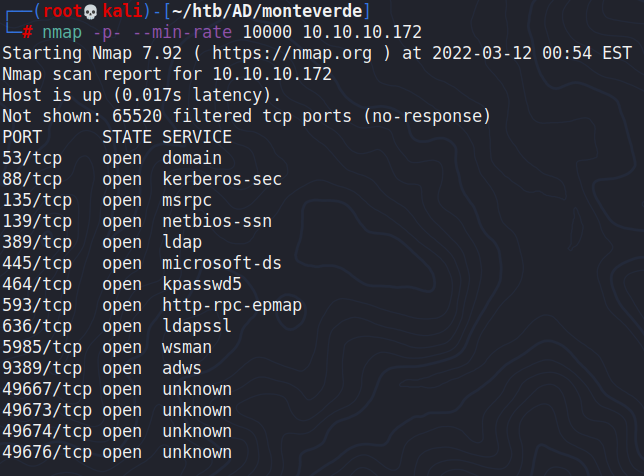 ┌──(root💀kali)-[~/htb/AD/monteverde]
└─# nmap -p- --min-rate 10000 10.10.10.172
Starting Nmap 7.92 ( https://nmap.org ) at 2022-03-12 00:54 EST
Nmap scan report for 10.10.10.172
Host is up (0.017s latency).
Not shown: 65520 filtered tcp ports (no-response)
PORT      STATE SERVICE
53/tcp    open  domain
88/tcp    open  kerberos-sec
135/tcp   open  msrpc
139/tcp   open  netbios-ssn
389/tcp   open  ldap
445/tcp   open  microsoft-ds
464/tcp   open  kpasswd5
593/tcp   open  http-rpc-epmap
636/tcp   open  ldapssl
5985/tcp  open  wsman
9389/tcp  open  adws
49667/tcp open  unknown
49673/tcp open  unknown
49674/tcp open  unknown
49676/tcp open  unknown